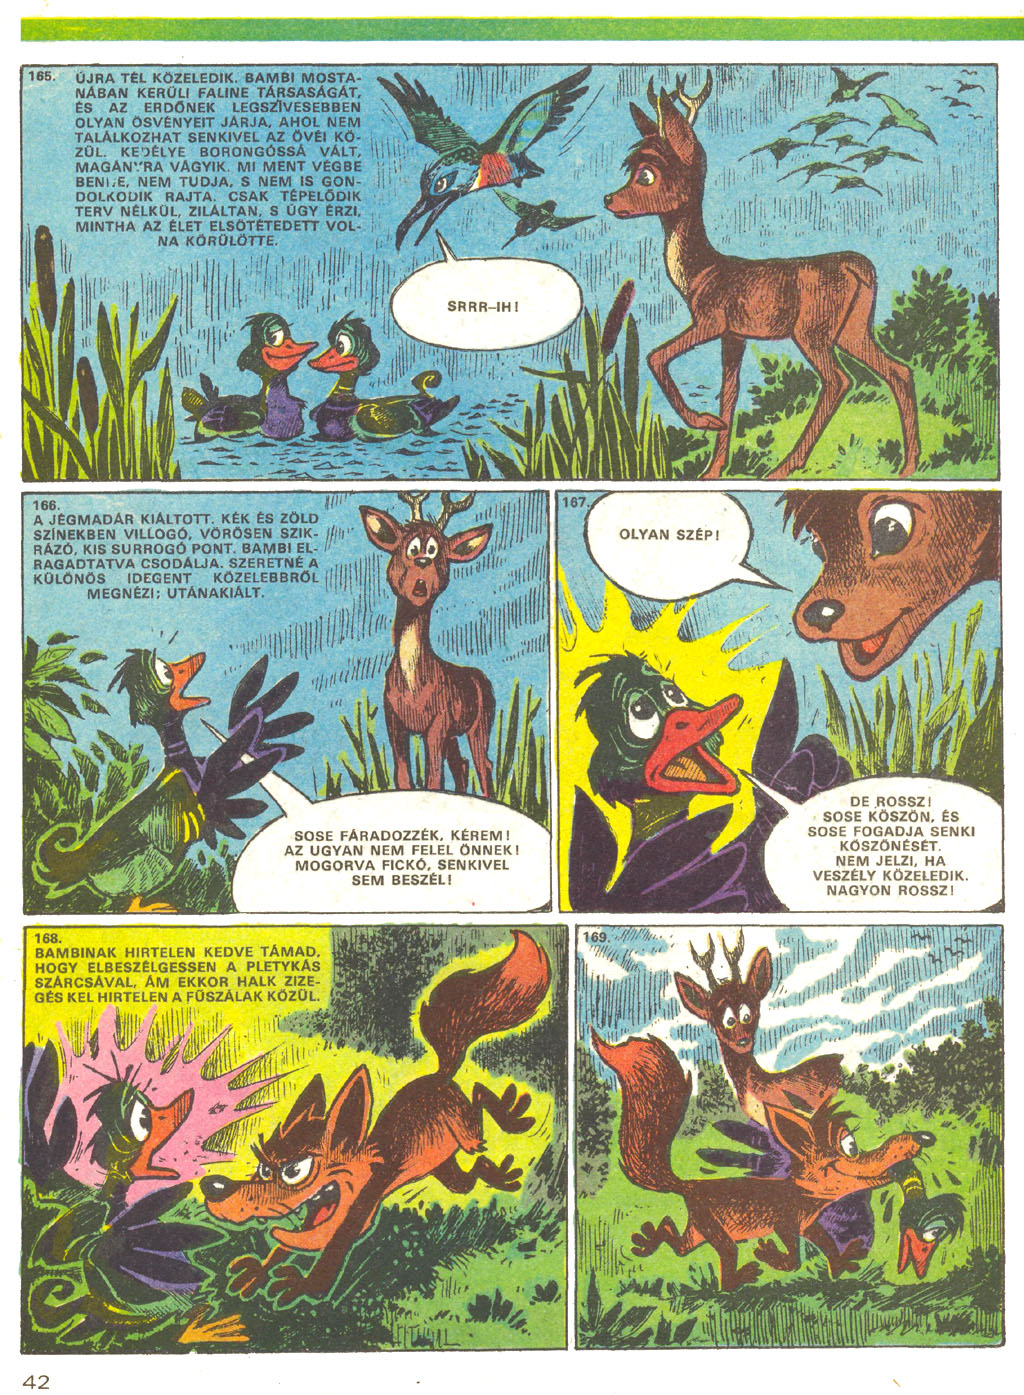 165.
ÚJRA TÉL KÖZELEDIK. BAMBI MOSTA-
NÁBAN KERÜLI FALINE TÁRSASÁGÁT,
ÉS AZ ERDŐNEK LEGSZÍVESEBBEN
OLYAN ÖSVÉNYEIT JÁRJA, AHOL NEM
TALÁLKOZHAT SENKIVEL AZ ÖVÉI KÖ-
ZÜL. KEDÉLYE BORONGÓSSÁ VÁLT,
MAGÁNYRA VÁGYIK. MI MENT VÉGBE
BENNE, NEM TUDJA, S NEM IS GON-
DOLKODIK RAJTA. CSAK TÉPELŐDIK
TERV NÉLKÜL, ZILÁLTAN, S ÚGY ÉRZI,
MINTHA AZ ÉLET ELSÖTÉTEDETT VOL-
NA KÖRÜLÖTTE.
SRRR–IH!
166.
A JÉGMADÁR KIÁLTOTT. KÉK ÉS ZÖLD
SZÍNEKBEN VILLOGÓ, VÖRÖSEN SZIK-
RÁZÓ, KIS SURROGÓ PONT. BAMBI EL-
RAGADTATVA CSODÁLJA. SZERETNÉ A
KÜLÖNÖS IDEGENT KÖZELEBBRŐL
MEGNÉZNI; UTÁNAKIÁLT.
SOSE FÁRADOZZÉK, KÉREM!
AZ UGYAN NEM FELEL ÖNNEK!
MOGORVA FICKÓ, SENKIVEL
SEM BESZÉL!
167.
OLYAN SZÉP!
DE ROSSZ!
SOSE KÖSZÖN, ÉS
SOSE FOGADJA SENKI
KÖSZÖNÉSÉT.
NEM JELZI, HA
VESZÉLY KÖZELEDIK.
NAGYON ROSSZ!
168.
BAMBINAK HIRTELEN KEDVE TÁMAD,
HOGY ELBESZÉLGESSEN A PLETYKÁS
SZÁRCSÁVAL, ÁM EKKOR HALK ZIZE-
GÉS KEL HIRTELEN A FŰSZÁLAK KÖZÜL.
169.
42